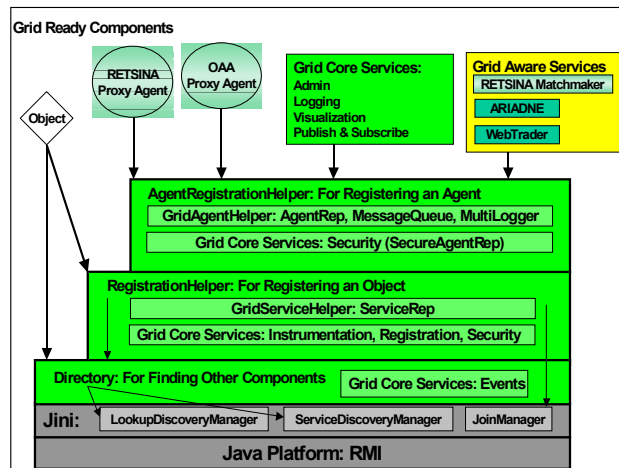 Grid Ready Components
RETSINA
Proxy Agent
OAA
Proxy Agent
Grid Core Services:
Admin
Logging
Visualization
Publish & Subscribe
Grid Aware Services
RETSINA Matchmaker
ARIADNE
WebTrader
Object
AgentRegistrationHelper: For Registering an Agent
GridAgentHelper: AgentRep, MessageQueue, MultiLogger
Grid Core Services: Security (SecureAgentRep)
RegistrationHelper: For Registering an Object
GridServiceHelper: ServiceRep
Grid Core Services: Instrumentation, Registration, Security
Directory: For Finding Other Components
Grid Core Services: Events
Jini:
LookupDiscoveryManager
ServiceDiscoveryManager
JoinManager
Java Platform: RMI